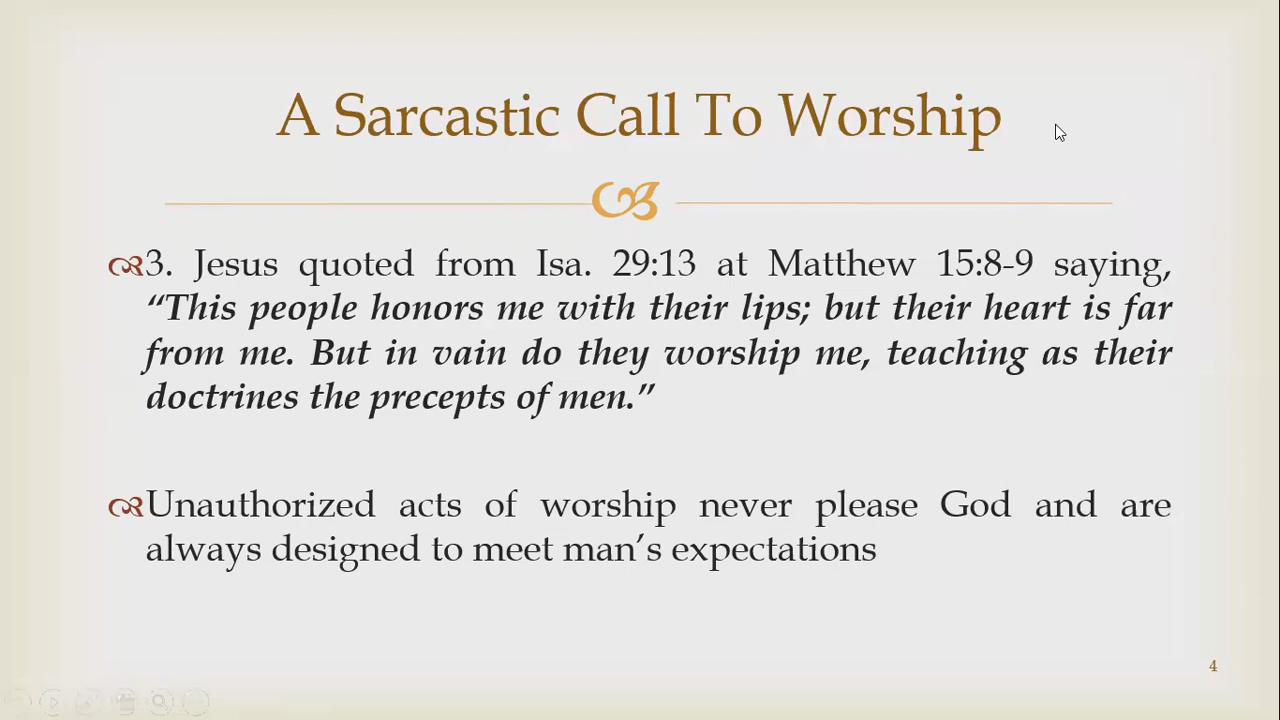 A Sarcastic Call To Worship
3. Jesus quoted from Isa. 29:13 at Matthew 15:8-9 saying,
“This people honors me with their lips; but their heart is far
from me. But in vain do they worship me, teaching as their
doctrines the precepts of men.”
Unauthorized acts of worship never please God and are
always designed to meet man’s expectations
4